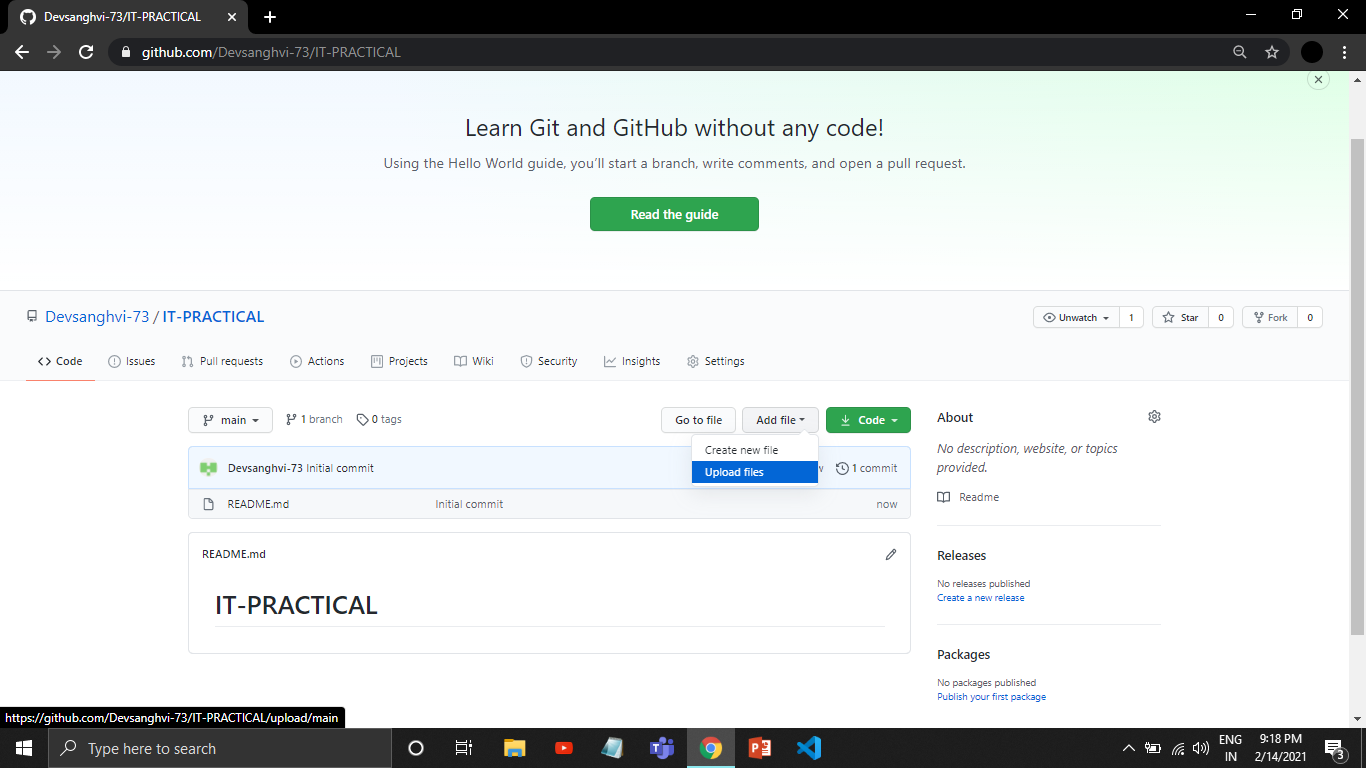 Devsanghvi-73/IT-PRACTICAL
github.com/Devsanghvi-73/IT-PRACTICAL
Learn Git and GitHub without any code!
Using the Hello World guide, you’ll start a branch, write comments, and open a pull request.
Read the guide
Devsanghvi-73 / IT-PRACTICAL
Unwatch 1 Star 0 Fork 0
Code Issues Pull requests Actions Projects Wiki Security Insights Settings
main 1 branch 0 tags Go to file Add file Code
Create new file
Upload files
Devsanghvi-73 Initial commit 1 commit
README.md Initial commit now
README.md
IT-PRACTICAL
About
No description, website, or topics
provided.
Readme
Releases
No releases published
Create a new release
Packages
No packages published
Publish your first package
https://github.com/Devsanghvi-73/IT-PRACTICAL/upload/main
Type here to search
ENG
IN
9:18 PM
2/14/2021
3